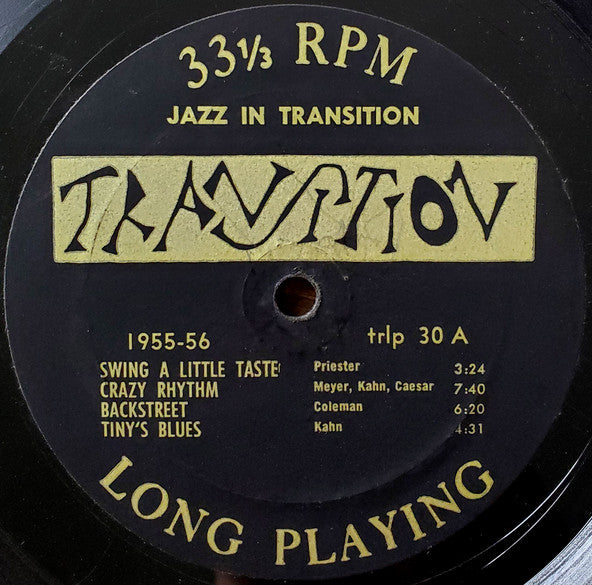 33⅓ RPM
JAZZ IN TRANSITION
TRANSITION
1955-56 trlp 30 A
SWING A LITTLE TASTE Priester 3:24
CRAZY RHYTHM Meyer, Kahn, Caesar 7:40
BACKSTREET Coleman 6:20
TINY'S BLUES Kahn 4:31
LONG PLAYING